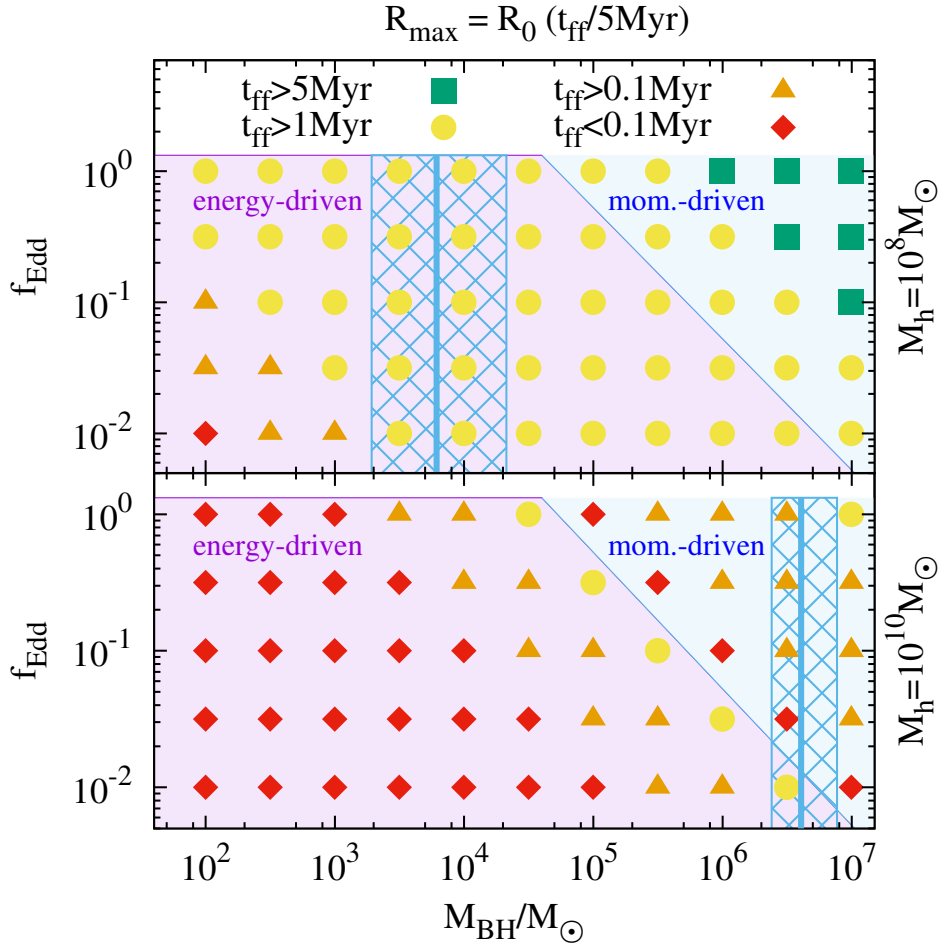 R_max = R_0 (t_ff/5Myr)
t_ff>5Myr t_ff>0.1Myr
t_ff>1Myr t_ff<0.1Myr
10^0
energy-driven mom.-driven
f_Edd
10^-1
10^-2
M_h=10^8M_⊙
10^0
energy-driven mom.-driven
f_Edd
10^-1
10^-2
M_h=10^10M_⊙
10^2 10^3 10^4 10^5 10^6 10^7
M_BH/M_⊙